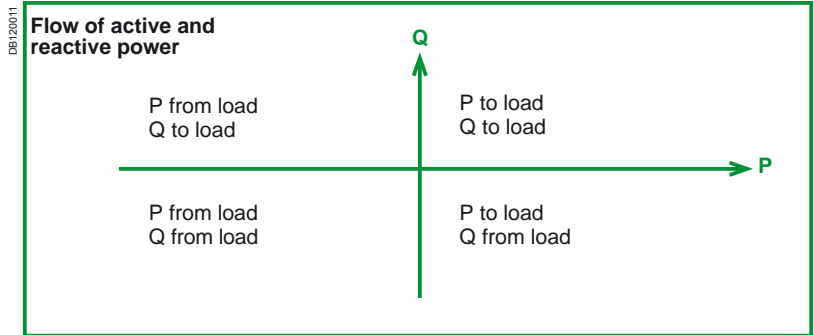 DB120011
Flow of active and
reactive power
Q
P from load
Q to load
P to load
Q to load
P
P from load
Q from load
P to load
Q from load